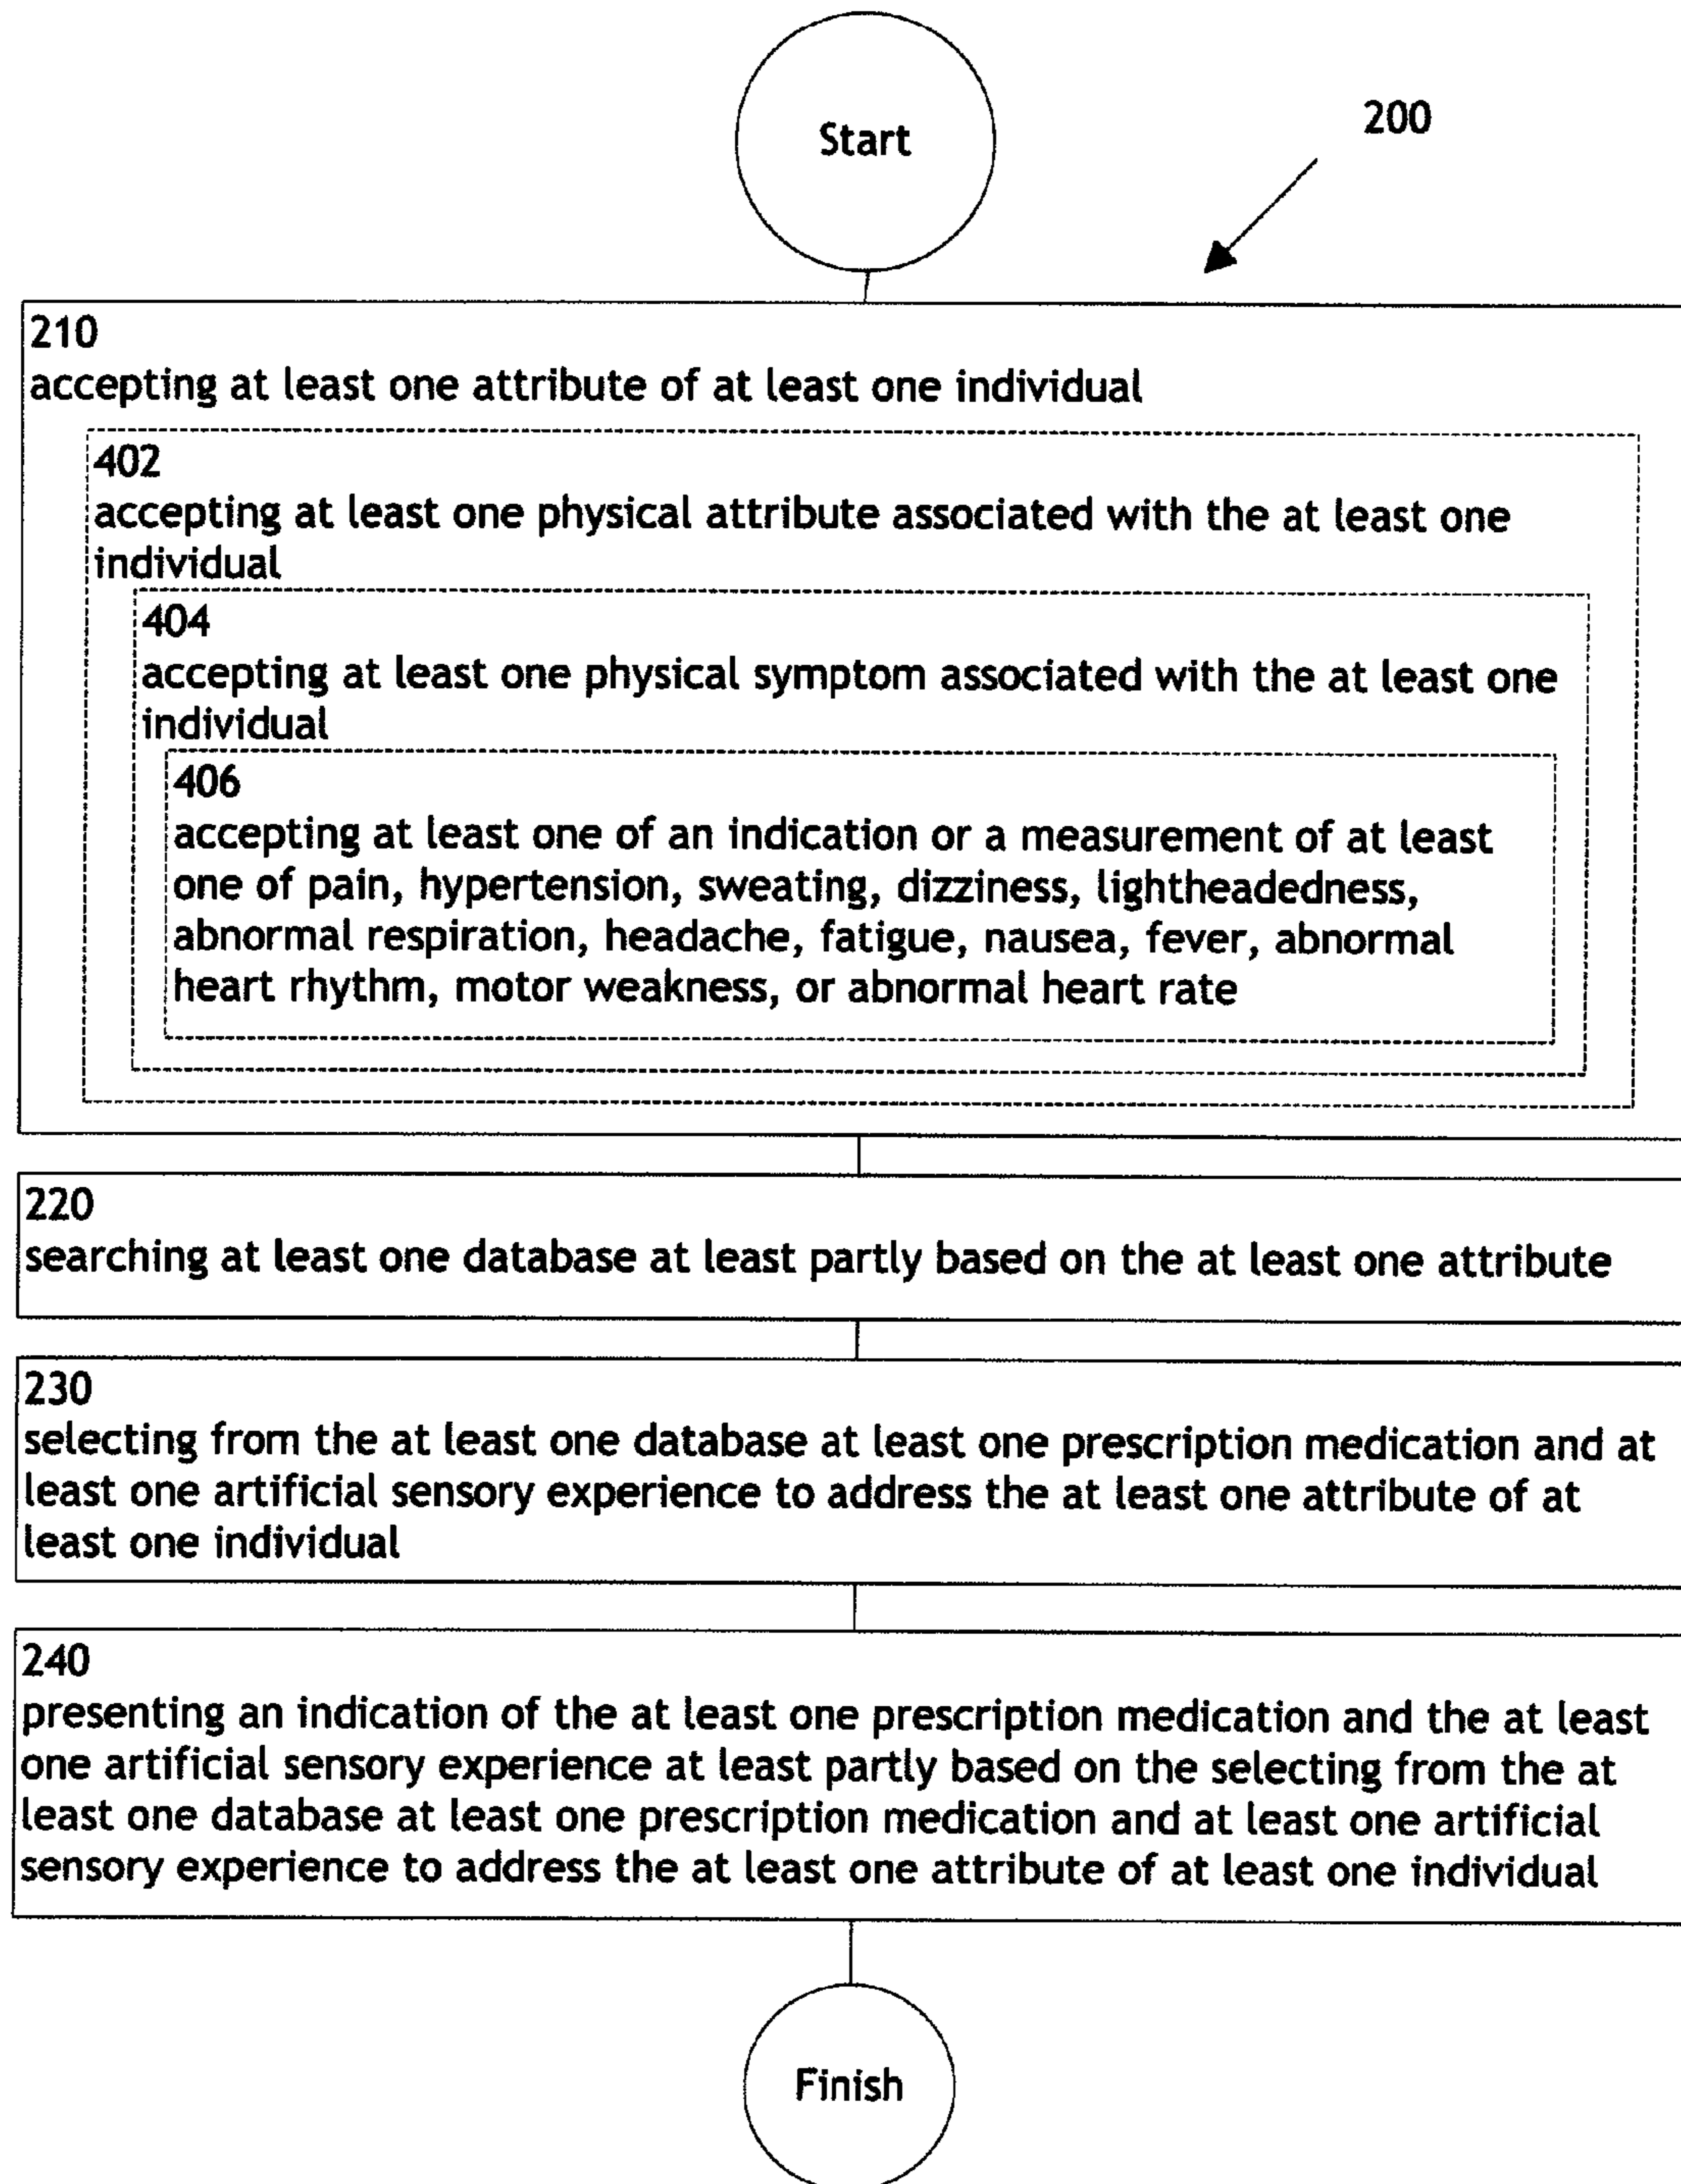 Start
200
210
accepting at least one attribute of at least one individual
402
accepting at least one physical attribute associated with the at least one
individual
404
accepting at least one physical symptom associated with the at least one
individual
406
accepting at least one of an indication or a measurement of at least
one of pain, hypertension, sweating, dizziness, lightheadedness,
abnormal respiration, headache, fatigue, nausea, fever, abnormal
heart rhythm, motor weakness, or abnormal heart rate
220
searching at least one database at least partly based on the at least one attribute
230
selecting from the at least one database at least one prescription medication and at
least one artificial sensory experience to address the at least one attribute of at
least one individual
240
presenting an indication of the at least one prescription medication and the at least
one artificial sensory experience at least partly based on the selecting from the at
least one database at least one prescription medication and at least one artificial
sensory experience to address the at least one attribute of at least one individual
Finish